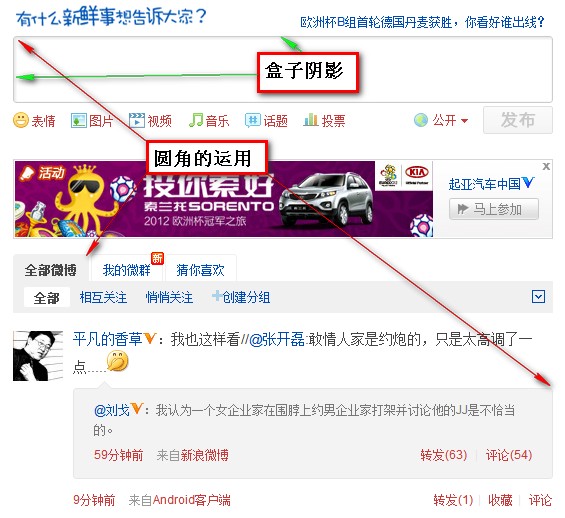 有什么新鲜事想告诉大家?
欧洲杯B组首轮德国丹麦获胜,你看好谁出线?
盒子阴影
表情 图片 视频 音乐 话题 投票 公开 发布
圆角的运用
活动
投你索好
索兰托SORENTO
2012 欧洲杯冠军之旅
KIA
起亚汽车中国
马上参加
全部微博 我的微群 新 猜你喜欢
全部 相互关注 悄悄关注 创建分组
平凡的香草:我也这样看//@张开磊:敢情人家是约炮的,只是太高调了一
点.....
@刘戈:我认为一个女企业家在围脖上约男企业家打架并讨论他的JJ是不恰当
的。
59分钟前 来自新浪微博 转发(63) | 评论(54)
9分钟前 来自Android客户端 转发(1) | 收藏 | 评论